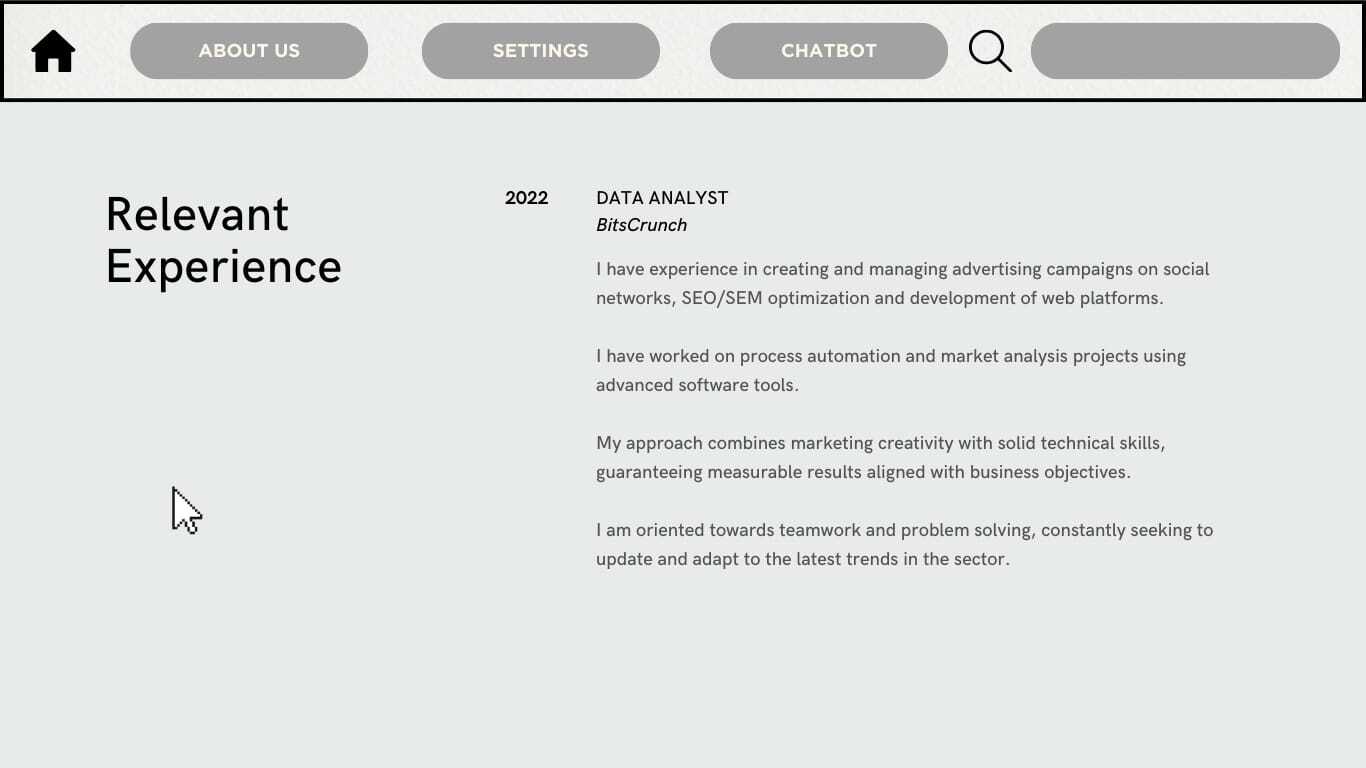 ABOUT US
SETTINGS
CHATBOT
Relevant
Experience
2022
DATA ANALYST
BitsCrunch
I have experience in creating and managing advertising campaigns on social
networks, SEO/SEM optimization and development of web platforms.
I have worked on process automation and market analysis projects using
advanced software tools.
My approach combines marketing creativity with solid technical skills,
guaranteeing measurable results aligned with business objectives.
I am oriented towards teamwork and problem solving, constantly seeking to
update and adapt to the latest trends in the sector.